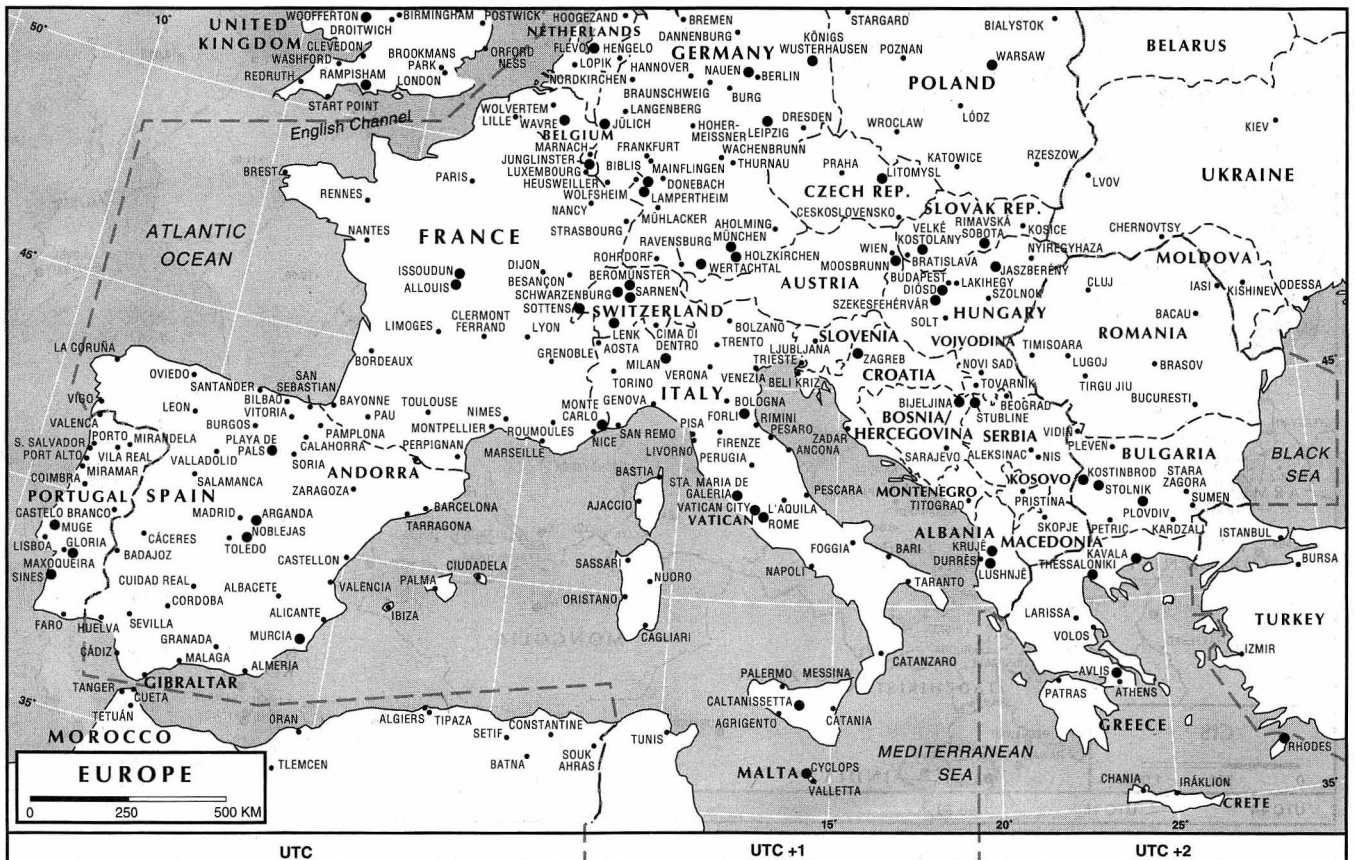 50°
10°
WOOFFERTON
BIRMINGHAM
POSTWICK
HOOGEZAND
BREMEN
STARGARD
BIALYSTOK
UNITED
KINGDOM
DROITWICH
NETHERLANDS
DANNENBURG
KÖNIGS
WUSTERHAUSEN
CLEVEDON
WASHFORD
BROOKMANS
PARK
ORFORD
NESS
FLEVO
HENGELO
GERMANY
POZNAN
WARSAW
BELARUS
REDRUTH
RAMPISHAM
LONDON
LOPIK
HANNOVER
NAUEN
BERLIN
POLAND
NORDKIRCHEN
START POINT
BRAUNSCHWEIG
BURG
English Channel
WOLVERTEM
LILLE
WAVRE
LANGENBERG
LÓDZ
BELGIUM
JÜLICH
HOHER-
MEISSNER
LEIPZIG
DRESDEN
WROCLAW
KIEV
MARNACH
FRANKFURT
WACHENBRUNN
JUNGLINSTER
BIBLIS
MAINFLINGEN
THURNAU
PRAHA
KATOWICE
RZESZOW
BREST
PARIS
LUXEMBOURG
DONEBACH
LITOMYSL
LVOV
UKRAINE
HEUSWEILLER
WOLFSHEIM
LAMPERTHEIM
CZECH REP.
RENNES
NANCY
MÜHLACKER
CESKOSLOVENSKO
SLOVAK REP.
NANTES
STRASBOURG
AHOLMING
VELKÉ
KOSTOLANY
RIMAVSKÁ
SOBOTA
KOSICE
CHERNOVTSY
ATLANTIC
OCEAN
FRANCE
RAVENSBURG
MÜNCHEN
WIEN
NYIREGYHAZA
45°
ROHRDORF
HOLZKIRCHEN
MOOSBRUNN
BRATISLAVA
MOLDOVA
ISSOUDUN
DIJON
WERTACHTAL
BUDAPEST
JASZBERÉNY
ALLOUIS
BESANÇON
BEROMÜNSTER
AUSTRIA
DIÓSD
LAKIHEGY
CLUJ
IASI
KISHINEV
ODESSA
SCHWARZENBURG
SARNEN
SZEKESFEHÉRVÁR
SZOLNOK
SOTTENS
SWITZERLAND
SOLT
HUNGARY
BACAU
LIMOGES
CLERMONT
FERRAND
LYON
LENK
CIMA DI
DENTRO
BOLZANO
SLOVENIA
ROMANIA
LA CORUÑA
AOSTA
TRENTO
LJUBLJANA
VOIVODINA
BORDEAUX
GRENOBLE
MILAN
TRIESTE
ZAGREB
TIMISOARA
45°
OVIEDO
SAN
SEBASTIAN
TORINO
VERONA
VENEZIA
BELI KRIZ
CROATIA
NOVI SAD
LUGOJ
BRASOV
SANTANDER
TOVARNIK
TIRGU JIU
VIGO
BILBAO
BAYONNE
TOULOUSE
GENOVA
ITALY
BOLOGNA
BIJELJINA
BEOGRAD
BUCURESTI
LEON
VITORIA
PAU
NIMES
MONTE
CARLO
FORLI
BOSNIA/
HERCEGOVINA
STUBLINE
VALENCA
BURGOS
PAMPLONA
MONTPELLIER
ROUMOULES
SAN REMO
PISA
RIMINI
PESARO
ZADAR
SERBIA
VIDIN
PORTO
MIRANDELA
PLAYA DE
PALS
CALAHORRA
PERPIGNAN
MARSEILLE
NICE
FIRENZE
SARAJEVO
ALEKSINAC
NIS
PLEVEN
S. SALVADOR
PORT ALTO
VILA REAL
VALLADOLID
SORIA
ANDORRA
LIVORNO
ANCONA
BULGARIA
BLACK
SEA
MIRAMAR
PERUGIA
KOSOVO
KOSTINBROD
STARA
ZAGORA
COIMBRA
SALAMANCA
ZARAGOZA
BASTIA
STA. MARIA DE
GALERIA
PESCARA
MONTENEGRO
PRISTINA
STOLNIK
SUMEN
PORTUGAL
SPAIN
TITOGRAD
CASTELO BRANCO
MADRID
ARGANDA
BARCELONA
AJACCIO
VATICAN CITY
L'AQUILA
SKOPJE
PLOVDIV
MUGE
NOBLEJAS
TARRAGONA
VATICAN
ROME
ALBANIA
PETRIC
KARDZALI
ISTANBUL
LISBOA
GLORIA
CÁCERES
TOLEDO
FOGGIA
BARI
KRUJË
MACEDONIA
MAXOQUEIRA
BADAJOZ
CASTELLON
CIUDADELA
SASSARI
DURRËS
KAVALA
BURSA
SINES
NAPOLI
LUSHNJË
THESSALONIKI
CUIDAD REAL
ALBACETE
VALENCIA
PALMA
NUORO
TARANTO
CORDOBA
ORISTANO
FARO
HUELVA
SEVILLA
ALICANTE
IBIZA
LARISSA
TURKEY
GRANADA
MURCIA
CAGLIARI
VOLOS
CÁDIZ
MALAGA
ALMERIA
CATANZARO
IZMIR
GIBRALTAR
PALERMO
MESSINA
AVLIS
TANGER
CUETA
PATRAS
ATHENS
35°
TETUÁN
ORAN
ALGIERS
TIPAZA
CALTANISSETTA
CATANIA
GREECE
MOROCCO
SETIF
CONSTANTINE
TUNIS
AGRIGENTO
MEDITERRANEAN
SEA
RHODES
EUROPE
TLEMCEN
BATNA
SOUK
AHRAS
MALTA
CYCLOPS
VALLETTA
CHANIA
IRÁKLION
35°
0 250 500 KM
CRETE
15°
20°
25°
UTC
UTC +1
UTC +2